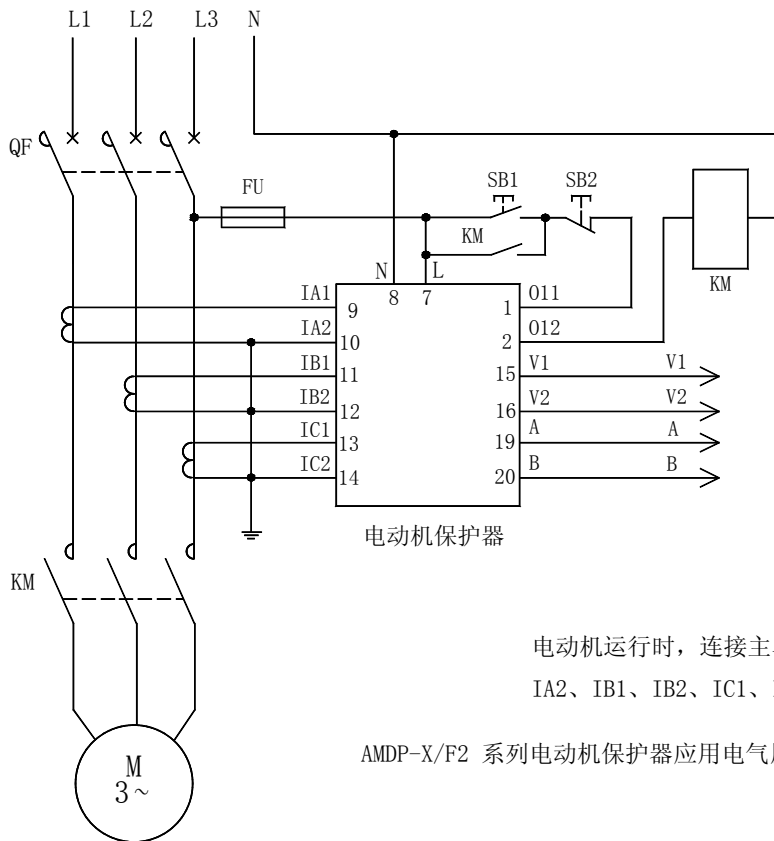 L1 L2 L3 N
QF
FU
SB1 SB2
KM
KM
N L
8 7
IA1 9
IA2 10
IB1 11
IB2 12
IC1 13
IC2 14
1 O11
2 O12
15 V1 V1
16 V2 V2
19 A A
20 B B
电动机保护器
KM
M
3~
电动机运行时，连接主
IA2、IB1、IB2、IC1、
AMDP-X/F2 系列电动机保护器应用电气